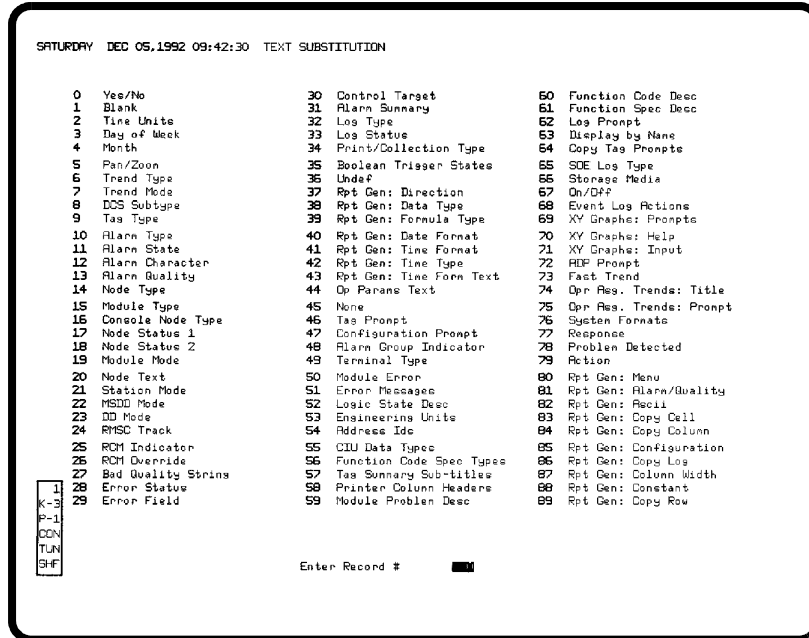 SATURDAY DEC 05,1992 09:42:30 TEXT SUBSTITUTION
0 Yes/No 30 Control Target 60 Function Code Desc
1 Blank 31 Alarm Summary 61 Function Spec Desc
2 Time Units 32 Log Type 62 Log Prompt
3 Day of Week 33 Log Status 63 Display by Name
4 Month 34 Print/Collection Type 64 Copy Tag Prompts
5 Pan/Zoom 35 Boolean Trigger States 65 SOE Log Type
6 Trend Type 36 Undef 66 Storage Media
7 Trend Mode 37 Rpt Gen: Direction 67 On/Off
8 DCS Subtype 38 Rpt Gen: Data Type 68 Event Log Actions
9 Tag Type 39 Rpt Gen: Formula Type 69 XY Graphs: Prompts
10 Alarm Type 40 Rpt Gen: Date Format 70 XY Graphs: Help
11 Alarm State 41 Rpt Gen: Time Format 71 XY Graphs: Input
12 Alarm Character 42 Rpt Gen: Time Type 72 ADP Prompt
13 Alarm Quality 43 Rpt Gen: Time Form Text 73 Fast Trend
14 Node Type 44 Op Params Text 74 Opr Asg. Trends: Title
15 Module Type 45 None 75 Opr Asg. Trends: Prompt
16 Console Node Type 46 Tag Prompt 76 System Formats
17 Node Status 1 47 Configuration Prompt 77 Response
18 Node Status 2 48 Alarm Group Indicator 78 Problem Detected
19 Module Mode 49 Terminal Type 79 Action
20 Node Text 50 Module Error 80 Rpt Gen: Menu
21 Station Mode 51 Error Messages 81 Rpt Gen: Alarm/Quality
22 MSDD Mode 52 Logic State Desc 82 Rpt Gen: Ascii
23 DD Mode 53 Engineering Units 83 Rpt Gen: Copy Cell
24 RMSC Track 54 Address Ids 84 Rpt Gen: Copy Column
25 RCM Indicator 55 CIU Data Types 85 Rpt Gen: Configuration
26 RCM Override 56 Function Code Spec Types 86 Rpt Gen: Copy Log
27 Bad Quality String 57 Tag Summary Sub-titles 87 Rpt Gen: Column Width
28 Error Status 58 Printer Column Headers 88 Rpt Gen: Constant
29 Error Field 59 Module Problem Desc 89 Rpt Gen: Copy Row
1
K-3
P-1
CON
TUN
SHF
Enter Record #